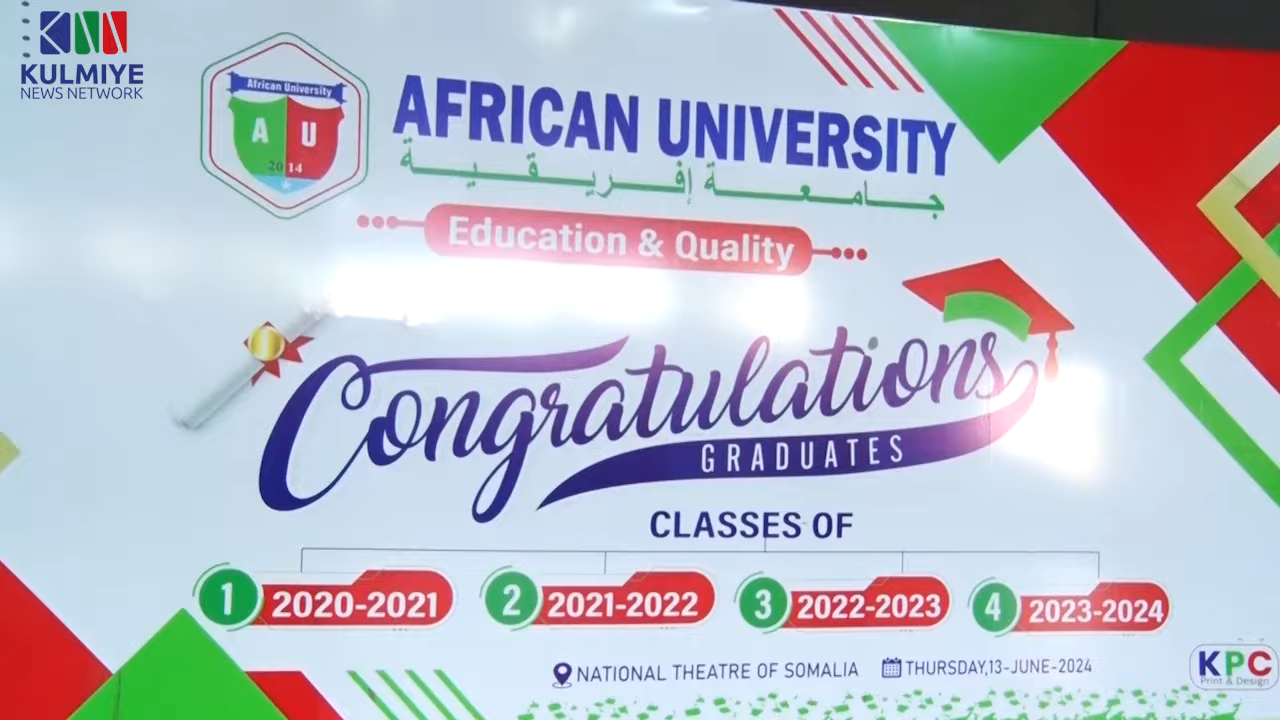 KULMIYE
NEWS NETWORK
African University
A U
2014
AFRICAN UNIVERSITY
جامعة إفريقية
Education & Quality
Congratulations
GRADUATES
CLASSES OF
1 2020-2021
2 2021-2022
3 2022-2023
4 2023-2024
NATIONAL THEATRE OF SOMALIA
THURSDAY,13-JUNE-2024
KPC
Print & Design